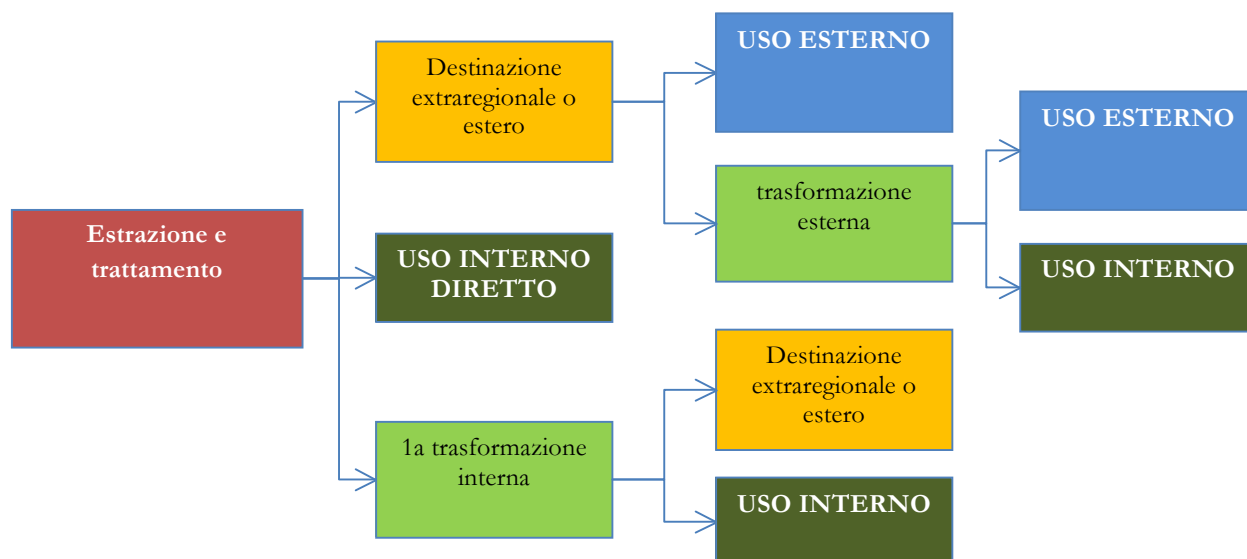 Estrazione e
trattamento
Destinazione
extraregionale o
estero
USO INTERNO
DIRETTO
1a trasformazione
interna
USO ESTERNO
trasformazione
esterna
Destinazione
extraregionale o
estero
USO INTERNO
USO ESTERNO
USO INTERNO